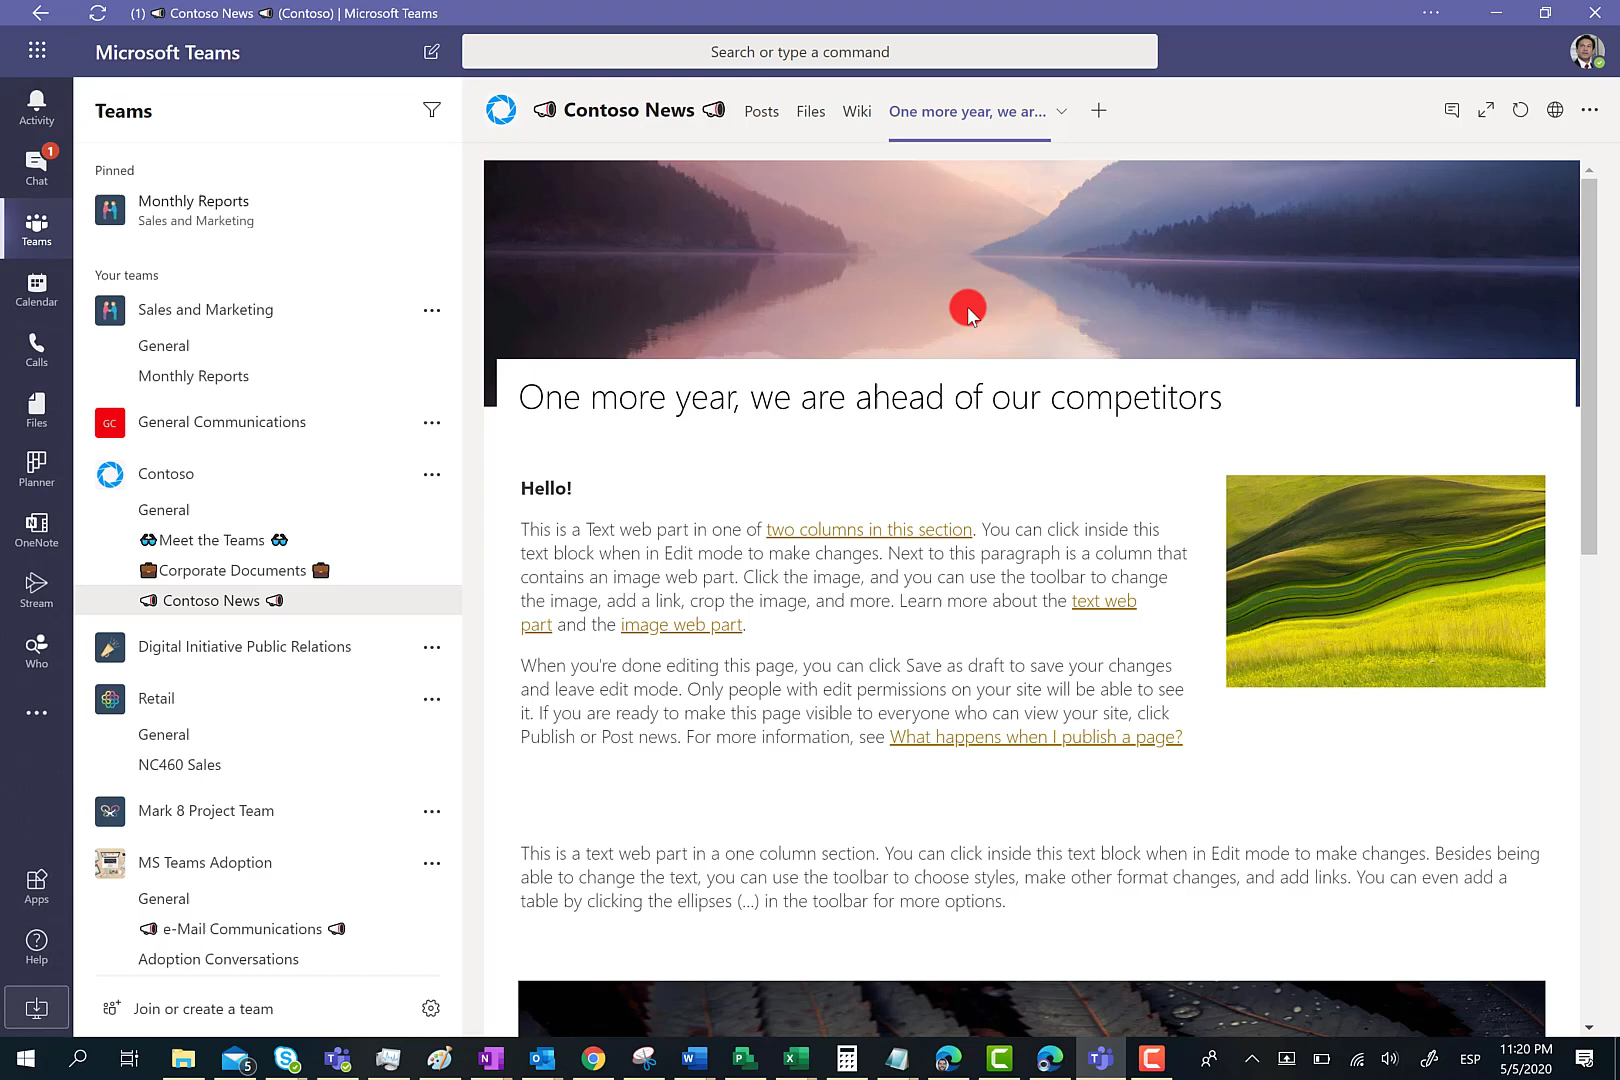 (1) Contoso News (Contoso) | Microsoft Teams
Microsoft Teams
Search or type a command
Activity
Chat
1
Teams
Calendar
Calls
Files
Planner
OneNote
Stream
Who
Apps
Help
Teams
Pinned
Monthly Reports
Sales and Marketing
Your teams
Sales and Marketing
General
Monthly Reports
GC
General Communications
Contoso
General
Meet the Teams
Corporate Documents
Contoso News
Digital Initiative Public Relations
Retail
General
NC460 Sales
Mark 8 Project Team
MS Teams Adoption
General
e-Mail Communications
Adoption Conversations
Join or create a team
Contoso News
Posts
Files
Wiki
One more year, we ar...
One more year, we are ahead of our competitors
Hello!
This is a Text web part in one of two columns in this section. You can click inside this
text block when in Edit mode to make changes. Next to this paragraph is a column that
contains an image web part. Click the image, and you can use the toolbar to change
the image, add a link, crop the image, and more. Learn more about the text web
part and the image web part.
When you're done editing this page, you can click Save as draft to save your changes
and leave edit mode. Only people with edit permissions on your site will be able to see
it. If you are ready to make this page visible to everyone who can view your site, click
Publish or Post news. For more information, see What happens when I publish a page?
This is a text web part in a one column section. You can click inside this text block when in Edit mode to make changes. Besides being
able to change the text, you can use the toolbar to choose styles, make other format changes, and add links. You can even add a
table by clicking the ellipses (...) in the toolbar for more options.
5
ESP
11:20 PM
5/5/2020